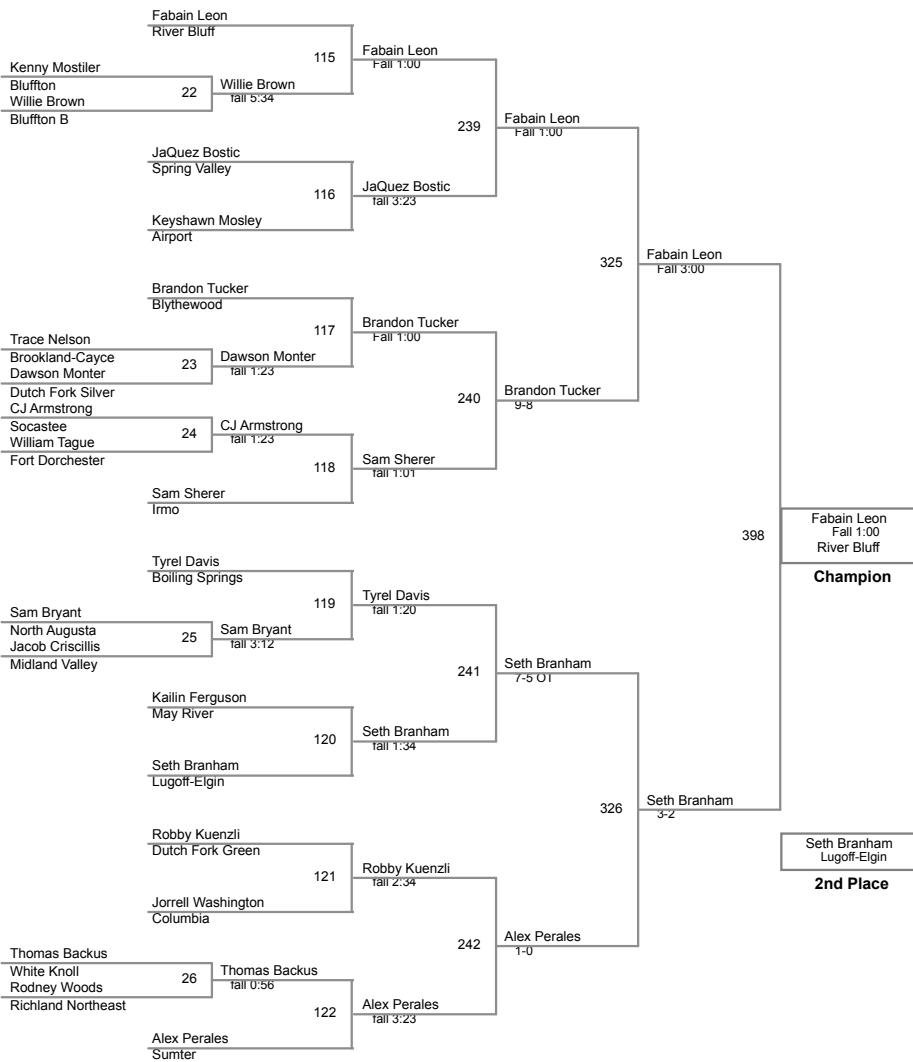 Fabain Leon
River Bluff
115
Fabain Leon
Fall 1:00
Kenny Mostiler
Bluffton
Willie Brown
Bluffton B
22
Willie Brown
fall 5:34
239
Fabain Leon
Fall 1:00
JaQuez Bostic
Spring Valley
116
JaQuez Bostic
fall 3:23
Keyshawn Mosley
Airport
325
Fabain Leon
Fall 3:00
Brandon Tucker
Blythewood
117
Brandon Tucker
Fall 1:00
Trace Nelson
Brookland-Cayce
Dawson Monter
Dutch Fork Silver
23
Dawson Monter
fall 1:23
240
Brandon Tucker
9-8
CJ Armstrong
Socastee
William Tague
Fort Dorchester
24
CJ Armstrong
fall 1:23
118
Sam Sherer
fall 1:01
Sam Sherer
Irmo
398
Fabain Leon
Fall 1:00
River Bluff
Champion
Tyrel Davis
Boiling Springs
119
Tyrel Davis
fall 1:20
Sam Bryant
North Augusta
Jacob Criscillis
Midland Valley
25
Sam Bryant
fall 3:12
241
Seth Branham
7-5 OT
Kailin Ferguson
May River
120
Seth Branham
fall 1:34
Seth Branham
Lugoff-Elgin
326
Seth Branham
3-2
Robby Kuenzli
Dutch Fork Green
121
Robby Kuenzli
fall 2:34
Jorrell Washington
Columbia
Seth Branham
Lugoff-Elgin
2nd Place
242
Alex Perales
1-0
Thomas Backus
White Knoll
Rodney Woods
Richland Northeast
26
Thomas Backus
fall 0:56
122
Alex Perales
fall 3:23
Alex Perales
Sumter